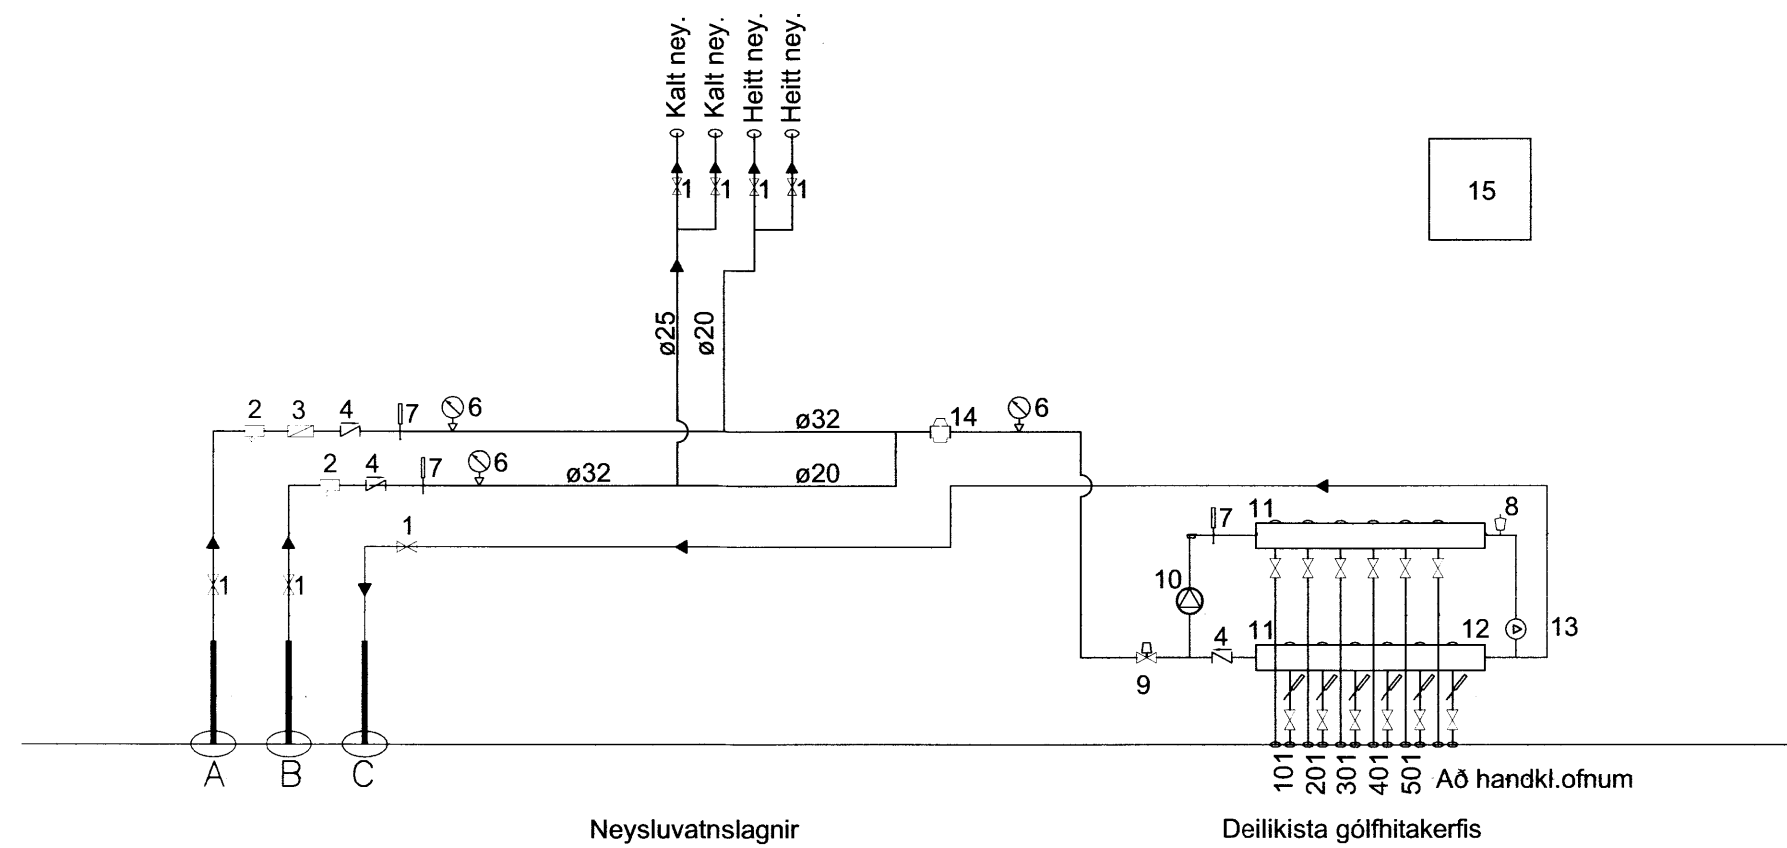 Kalt ney.
Kalt ney.
Heitt ney.
Heitt ney.
1 1 1 1
15
ø25
ø20
2 3 4 7 6
ø32
14 6
2 4 7 6
ø32
ø20
1
11
8
7
1 1
10
4 11
12
13
9
A B C
101
201
301
401
501
Að handkl.ofnum
Neysluvatnslagnir
Deilikista gólfhitakerfis